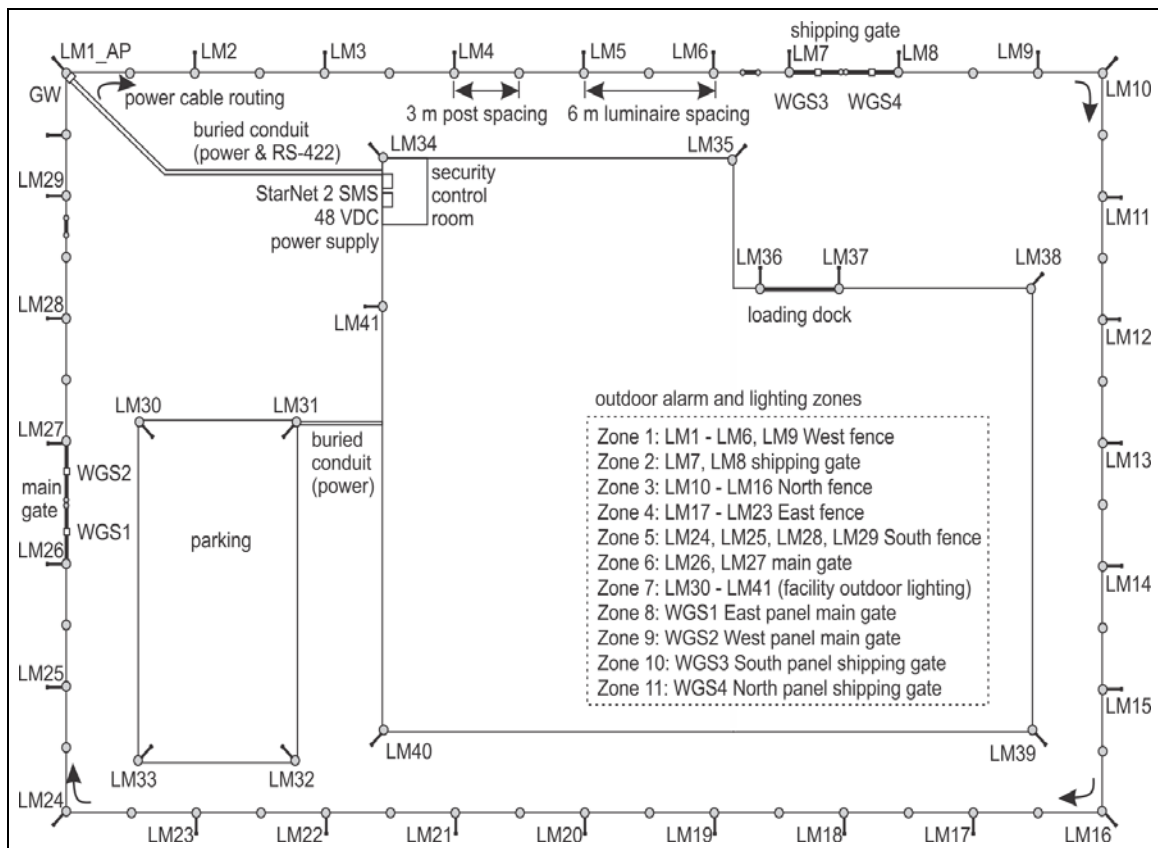 shipping gate
LM1_AP
LM2
LM3
LM4
LM5
LM6
LM7
LM8
LM9
LM10
GW
power cable routing
3 m post spacing
6 m luminaire spacing
WGS3
WGS4
buried conduit
(power & RS-422)
LM34
LM35
security
control
room
StarNet 2 SMS
48 VDC
power supply
LM29
LM11
LM36
LM37
LM38
LM28
LM41
loading dock
LM12
LM30
LM31
outdoor alarm and lighting zones
LM27
WGS2
main
gate
WGS1
LM26
buried
conduit
(power)
parking
LM13
Zone 1: LM1 - LM6, LM9 West fence
Zone 2: LM7, LM8 shipping gate
Zone 3: LM10 - LM16 North fence
Zone 4: LM17 - LM23 East fence
Zone 5: LM24, LM25, LM28, LM29 South fence
Zone 6: LM26, LM27 main gate
Zone 7: LM30 - LM41 (facility outdoor lighting)
Zone 8: WGS1 East panel main gate
Zone 9: WGS2 West panel main gate
Zone 10: WGS3 South panel shipping gate
Zone 11: WGS4 North panel shipping gate
LM14
LM25
LM15
LM40
LM39
LM33
LM32
LM24
LM23
LM22
LM21
LM20
LM19
LM18
LM17
LM16